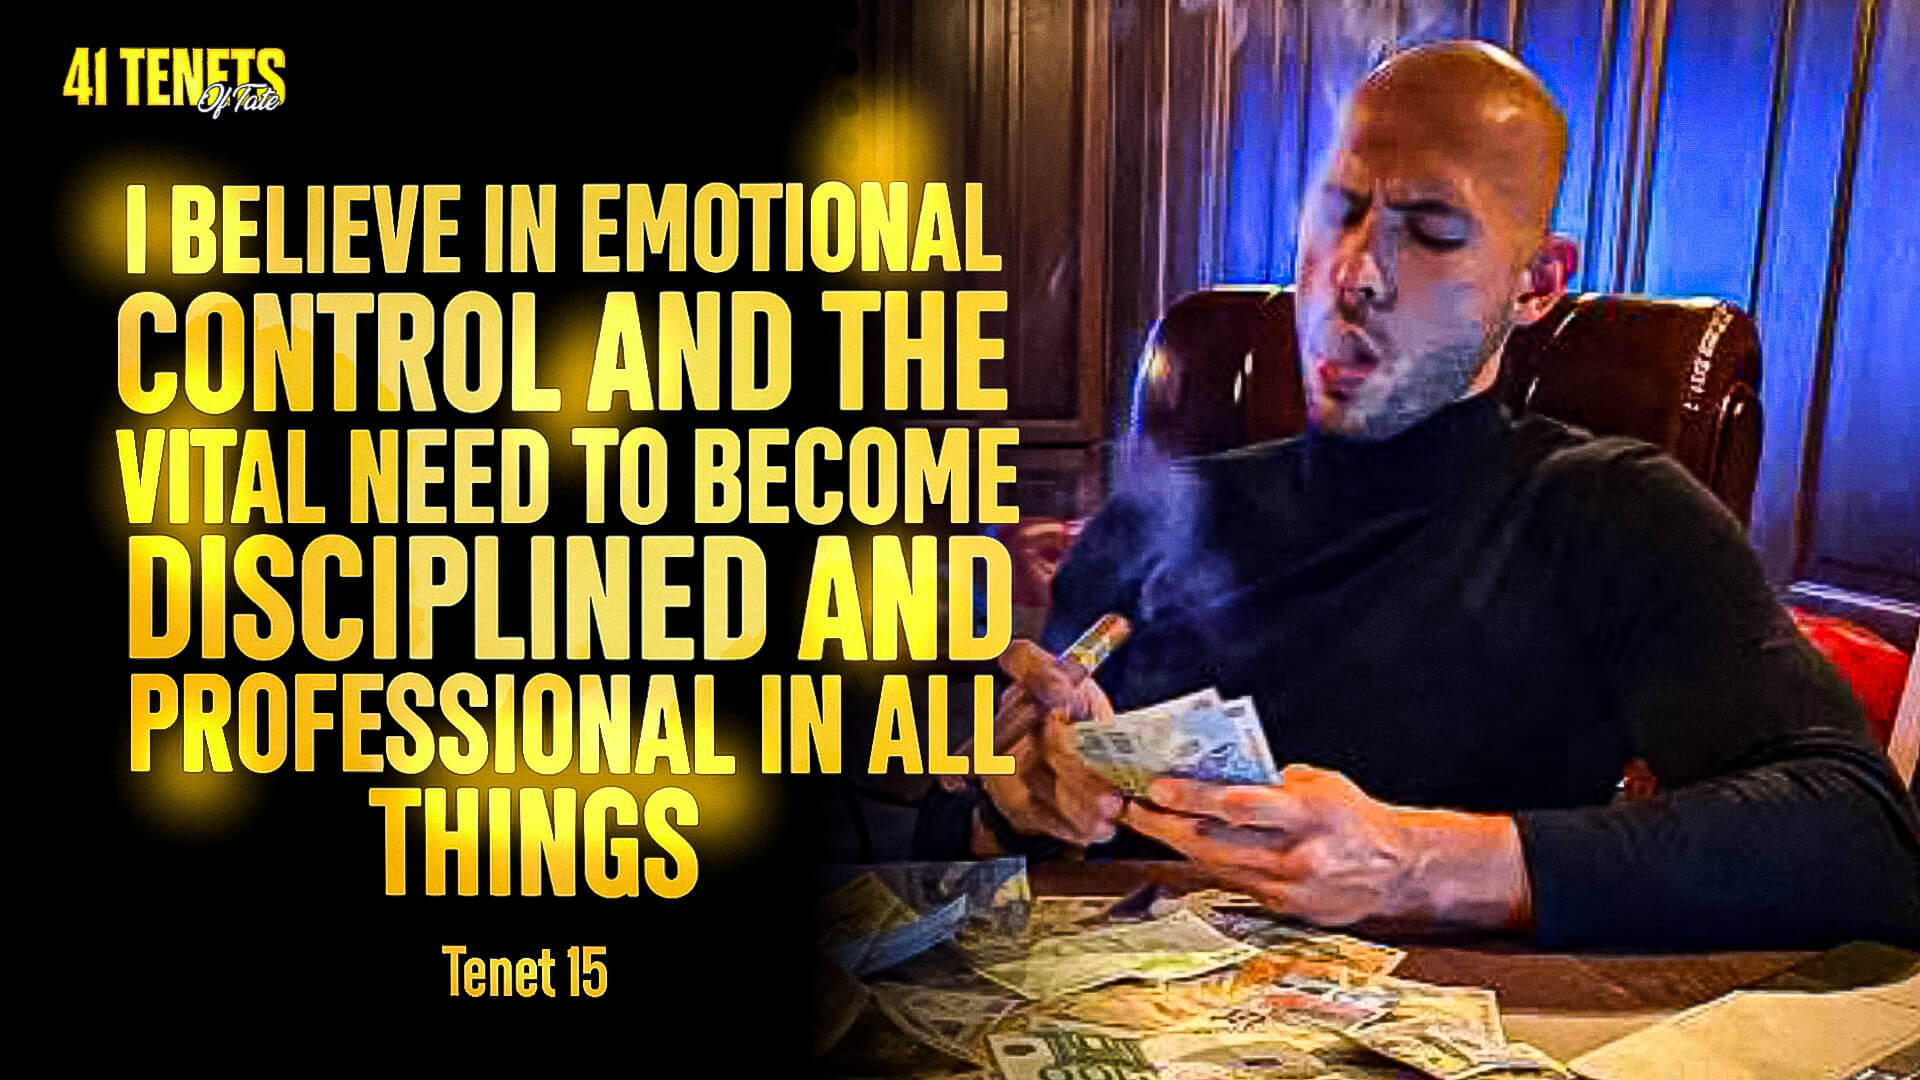 41 TENETS
Of Tate
I BELIEVE IN EMOTIONAL
CONTROL AND THE
VITAL NEED TO BECOME
DISCIPLINED AND
PROFESSIONAL IN ALL
THINGS
Tenet 15